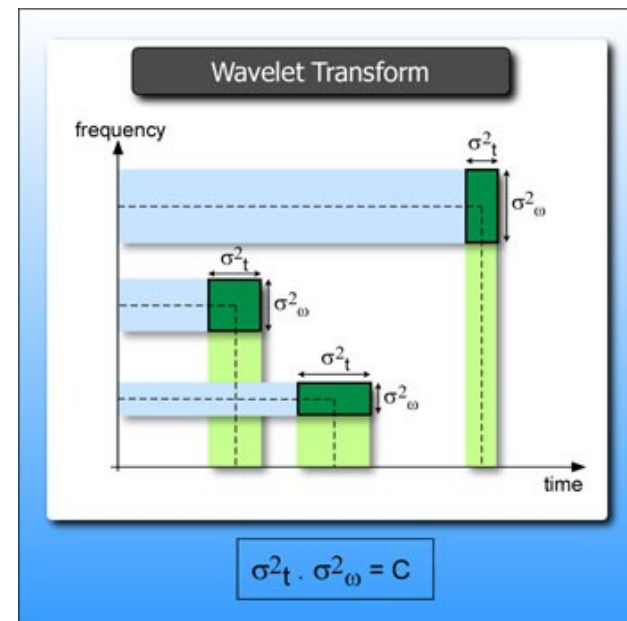 Wavelet Transform
frequency
σ²t
σ²ω
σ²t
σ²ω
σ²t
σ²ω
time
σ²t . σ²ω = C